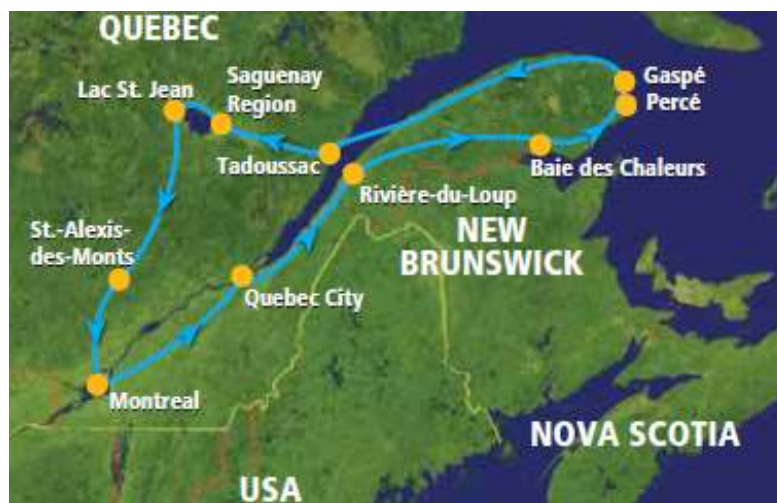 QUEBEC
Lac St. Jean
Saguenay
Region
Gaspé
Percé
Tadoussac
Baie des Chaleurs
Rivière-du-Loup
St.-Alexis-
des-Monts
NEW
BRUNSWICK
Quebec City
Montreal
NOVA SCOTIA
USA